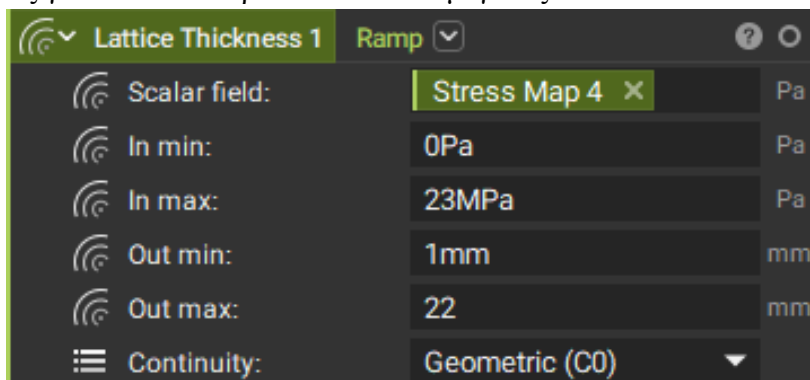 Lattice Thickness 1 Ramp
Scalar field: Stress Map 4 × Pa
In min: 0Pa Pa
In max: 23MPa Pa
Out min: 1mm mm
Out max: 22 mm
Continuity: Geometric (C0)